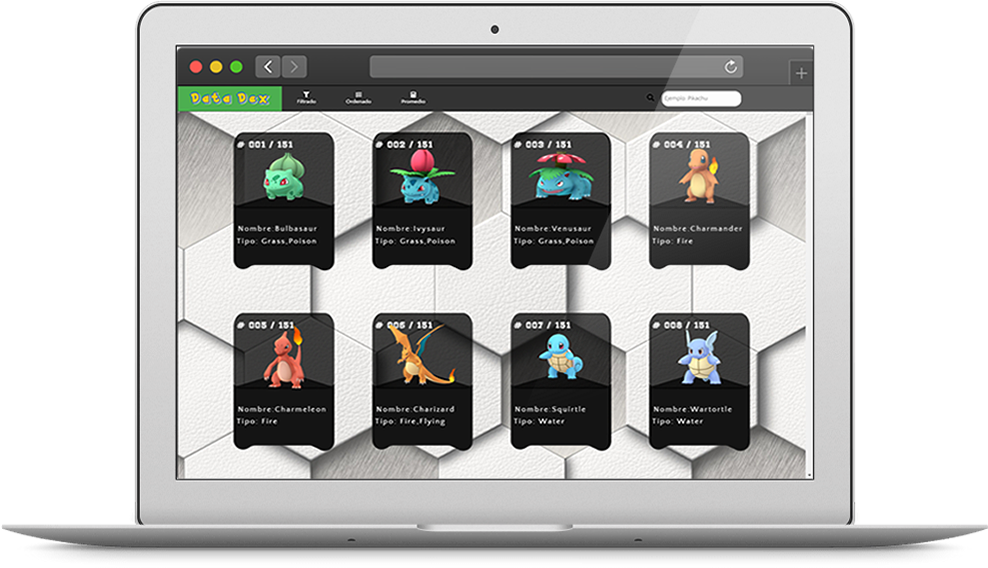 Data Dex
Filtrado
Ordenado
Promedio
Ejemplo: Pikachu
001 / 151
Nombre:Bulbasaur
Tipo: Grass,Poison
002 / 151
Nombre:Ivysaur
Tipo: Grass,Poison
003 / 151
Nombre:Venusaur
Tipo: Grass,Poison
004 / 151
Nombre:Charmander
Tipo: Fire
005 / 151
Nombre:Charmeleon
Tipo: Fire
006 / 151
Nombre:Charizard
Tipo: Fire,Flying
007 / 151
Nombre:Squirtle
Tipo: Water
008 / 151
Nombre:Wartortle
Tipo: Water